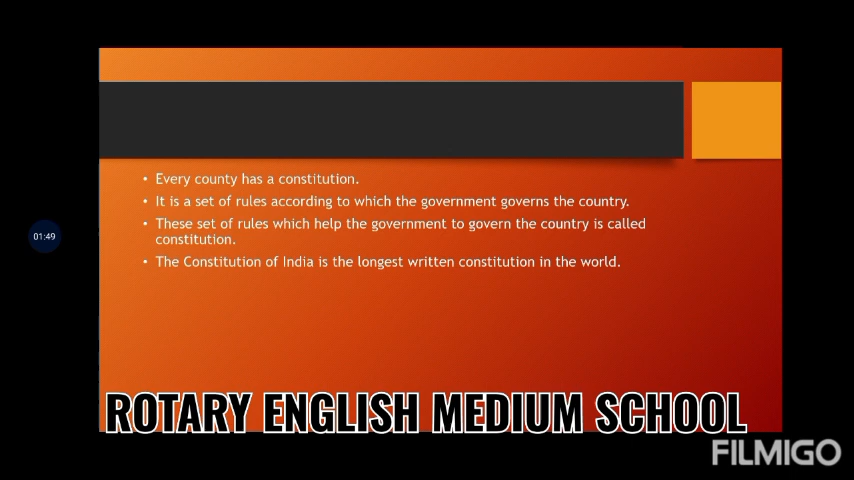 • Every county has a constitution.
• It is a set of rules according to which the government governs the country.
• These set of rules which help the government to govern the country is called
constitution.
• The Constitution of India is the longest written constitution in the world.
01:49
ROTARY ENGLISH MEDIUM SCHOOL
FILMIGO